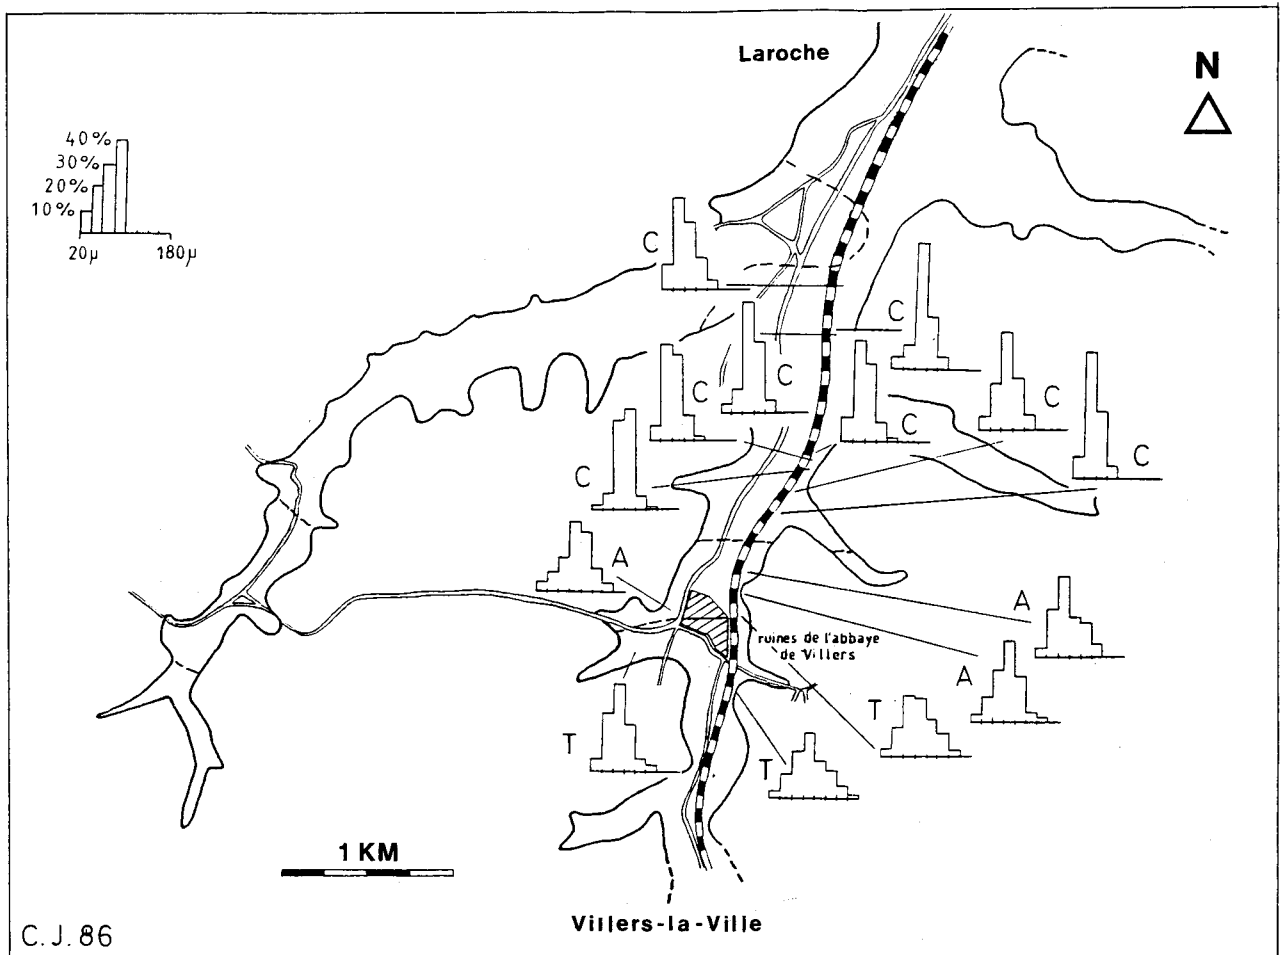 Laroche
N
40%
30%
20%
10%
20µ 180µ
C
C
C
C
C
C
C
C
A
A
ruines de l'abbaye
de Villers
A
T
T
T
1 KM
Villers-la-Ville
C.J. 86